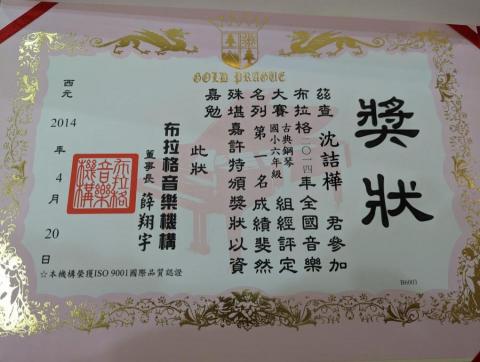 GOLD PRAGUE
獎狀
茲查 沈詰樺 君參加
布拉格二〇一四年全國音樂
大賽古典鋼琴國小六年級組經評定
名列第一名成績斐然
殊堪嘉許特頒獎狀以資
嘉勉
此狀
布拉格音樂機構
董事長 薛翔宇
布拉格音樂機構
西元 2014 年 4 月 20 日
☆本機構榮獲ISO 9001國際品質認證
B6003